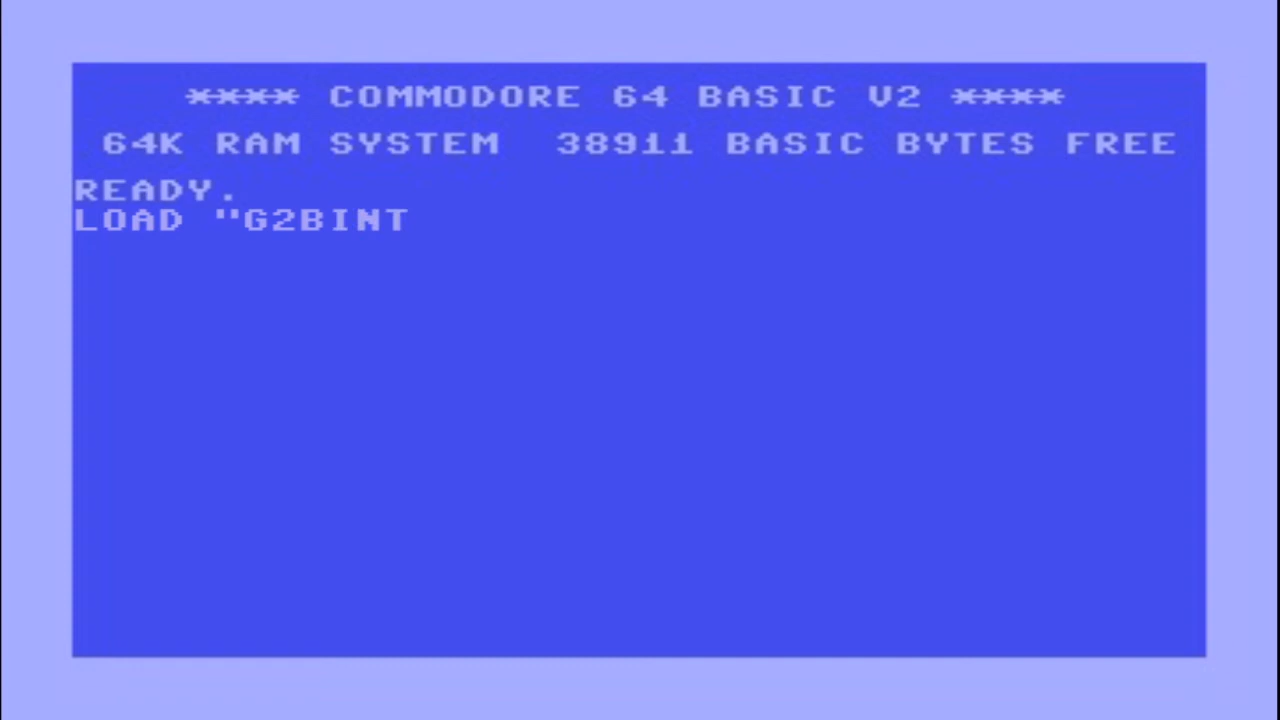 **** COMMODORE 64 BASIC V2 ****
64K RAM SYSTEM  38911 BASIC BYTES FREE
READY.
LOAD "G2BINT